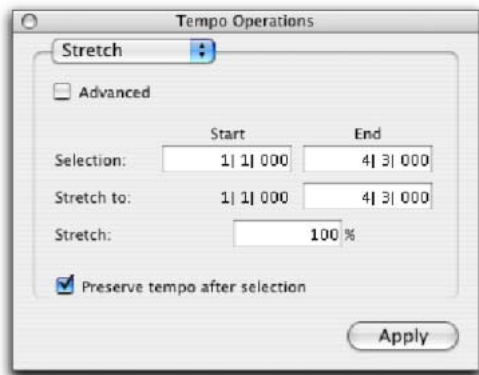 Tempo Operations
Stretch
Advanced
Start End
Selection: 1| 1| 000 4| 3| 000
Stretch to: 1| 1| 000 4| 3| 000
Stretch: 100 %
Preserve tempo after selection
Apply